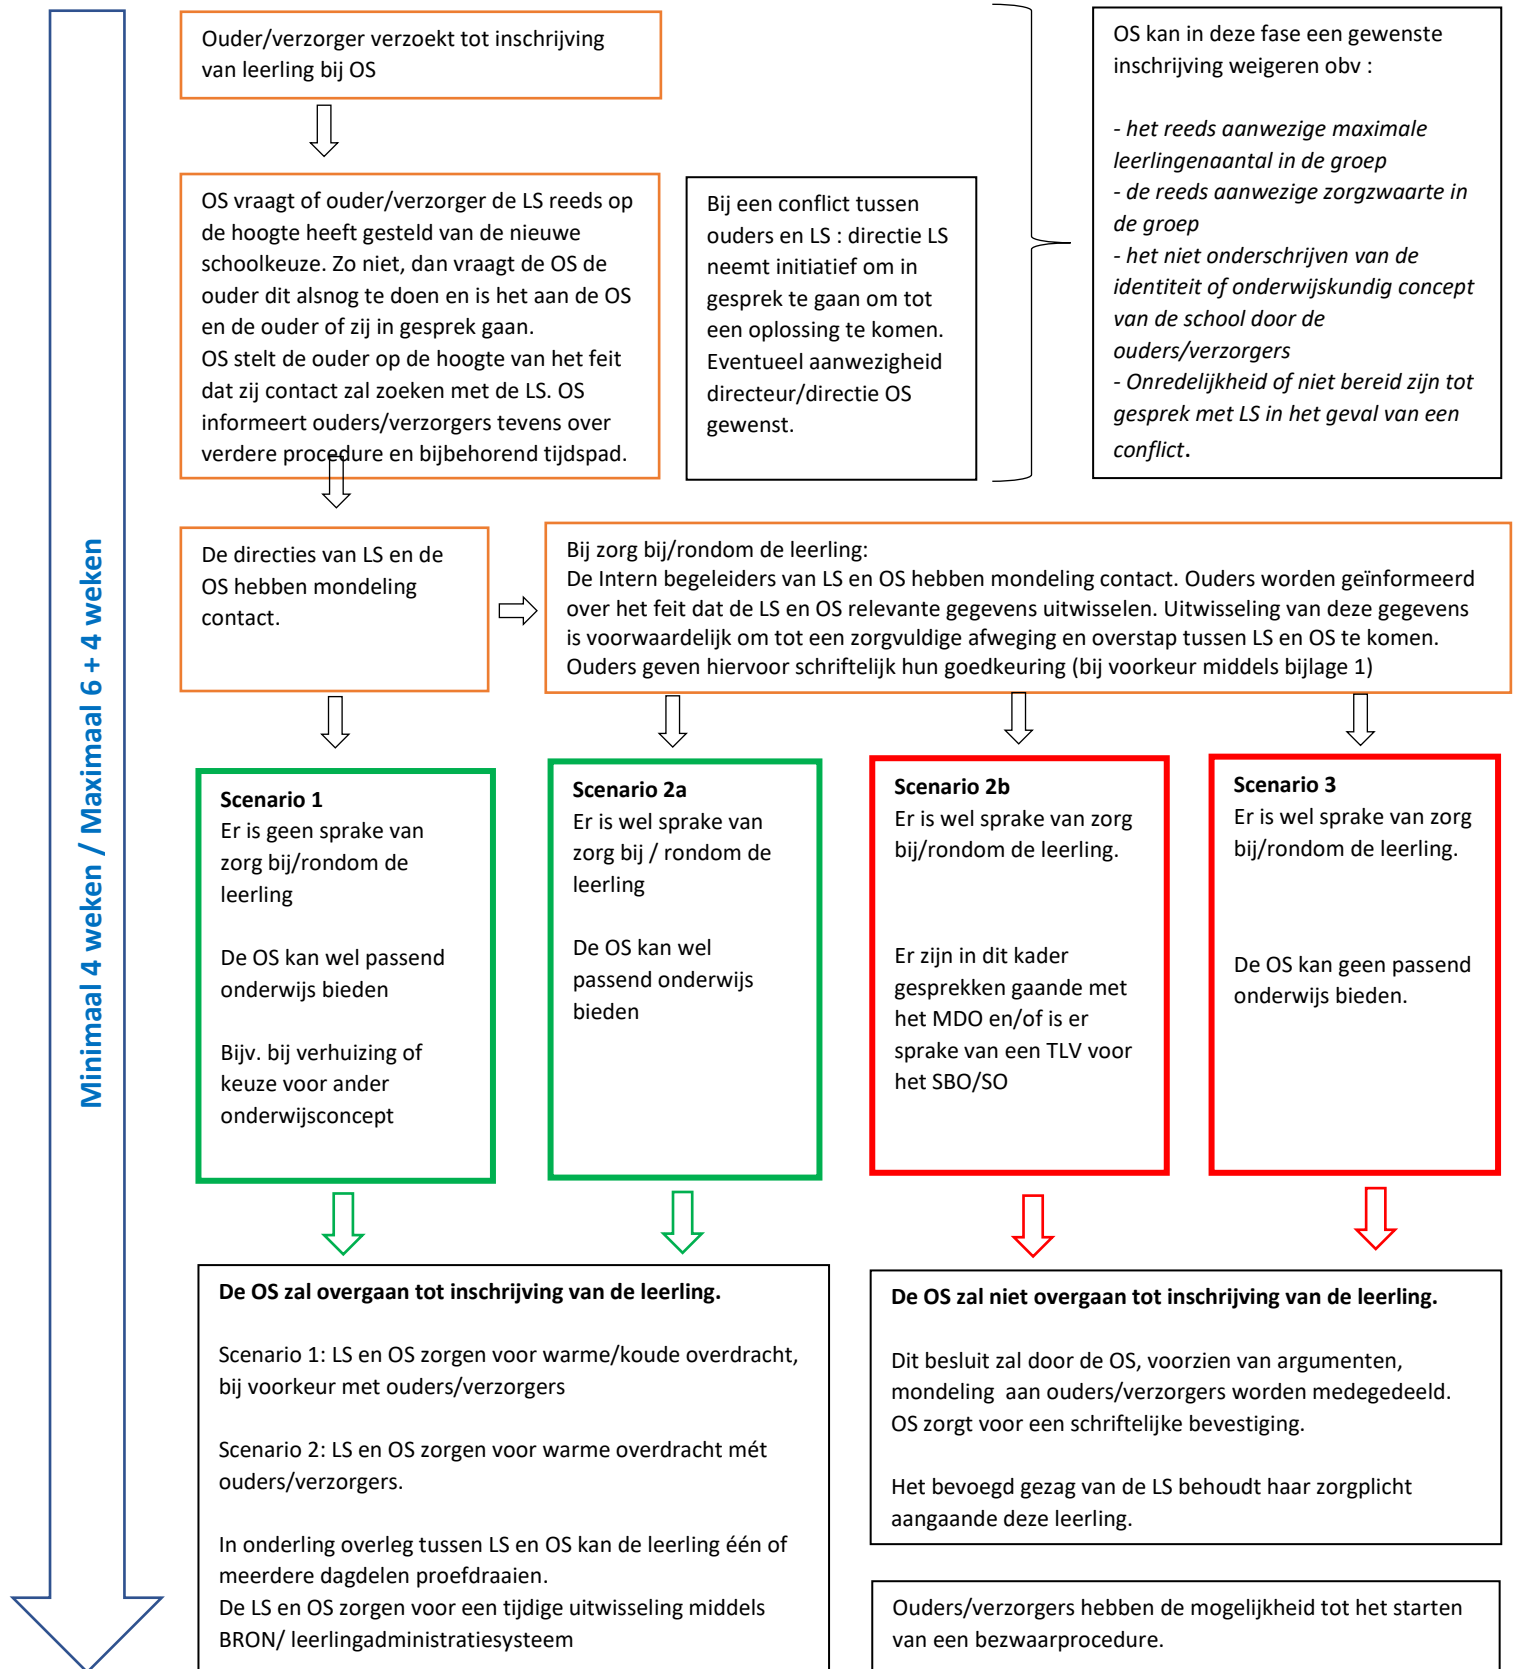 Ouder/verzorger verzoekt tot inschrijving
van leerling bij OS
OS kan in deze fase een gewenste
inschrijving weigeren obv :
- het reeds aanwezige maximale
leerlingenaantal in de groep
- de reeds aanwezige zorgzwaarte in
de groep
- het niet onderschrijven van de
identiteit of onderwijskundig concept
van de school door de
ouders/verzorgers
- Onredelijkheid of niet bereid zijn tot
gesprek met LS in het geval van een
conflict.
OS vraagt of ouder/verzorger de LS reeds op
de hoogte heeft gesteld van de nieuwe
schoolkeuze. Zo niet, dan vraagt de OS de
ouder dit alsnog te doen en is het aan de OS
en de ouder of zij in gesprek gaan.
OS stelt de ouder op de hoogte van het feit
dat zij contact zal zoeken met de LS. OS
informeert ouders/verzorgers tevens over
verdere procedure en bijbehorend tijdspad.
Bij een conflict tussen
ouders en LS : directie LS
neemt initiatief om in
gesprek te gaan om tot
een oplossing te komen.
Eventueel aanwezigheid
directeur/directie OS
gewenst.
Minimaal 4 weken / Maximaal 6 + 4 weken
De directies van LS en de
OS hebben mondeling
contact.
Bij zorg bij/rondom de leerling:
De Intern begeleiders van LS en OS hebben mondeling contact. Ouders worden geïnformeerd
over het feit dat de LS en OS relevante gegevens uitwisselen. Uitwisseling van deze gegevens
is voorwaardelijk om tot een zorgvuldige afweging en overstap tussen LS en OS te komen.
Ouders geven hiervoor schriftelijk hun goedkeuring (bij voorkeur middels bijlage 1)
Scenario 1
Er is geen sprake van
zorg bij/rondom de
leerling
De OS kan wel passend
onderwijs bieden
Bijv. bij verhuizing of
keuze voor ander
onderwijsconcept
Scenario 2a
Er is wel sprake van
zorg bij / rondom de
leerling
De OS kan wel
passend onderwijs
bieden
Scenario 2b
Er is wel sprake van zorg
bij/rondom de leerling.
Er zijn in dit kader
gesprekken gaande met
het MDO en/of is er
sprake van een TLV voor
het SBO/SO
Scenario 3
Er is wel sprake van zorg
bij/rondom de leerling.
De OS kan geen passend
onderwijs bieden.
De OS zal overgaan tot inschrijving van de leerling.
Scenario 1: LS en OS zorgen voor warme/koude overdracht,
bij voorkeur met ouders/verzorgers
Scenario 2: LS en OS zorgen voor warme overdracht mét
ouders/verzorgers.
In onderling overleg tussen LS en OS kan de leerling één of
meerdere dagdelen proefdraaien.
De LS en OS zorgen voor een tijdige uitwisseling middels
BRON/ leerlingadministratiesysteem
De OS zal niet overgaan tot inschrijving van de leerling.
Dit besluit zal door de OS, voorzien van argumenten,
mondeling  aan ouders/verzorgers worden medegedeeld.
OS zorgt voor een schriftelijke bevestiging.
Het bevoegd gezag van de LS behoudt haar zorgplicht
aangaande deze leerling.
Ouders/verzorgers hebben de mogelijkheid tot het starten
van een bezwaarprocedure.